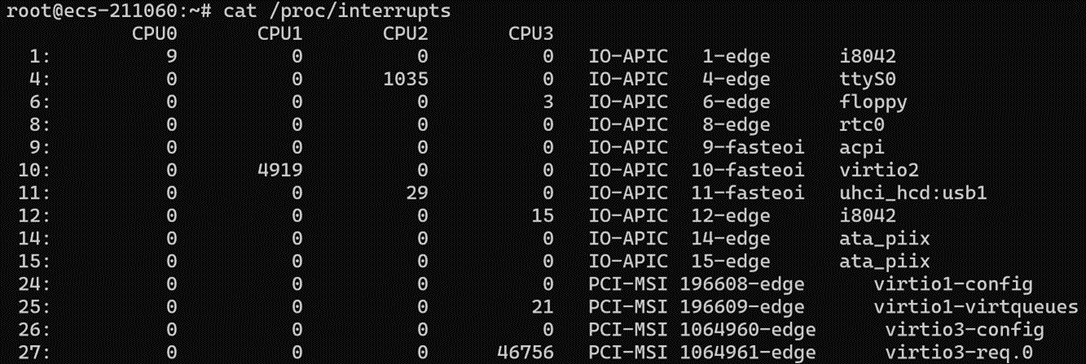 root@ecs-211060:~# cat /proc/interrupts
           CPU0       CPU1       CPU2       CPU3
  1:          9          0          0          0   IO-APIC   1-edge      i8042
  4:          0          0       1035          0   IO-APIC   4-edge      ttyS0
  6:          0          0          0          3   IO-APIC   6-edge      floppy
  8:          0          0          0          0   IO-APIC   8-edge      rtc0
  9:          0          0          0          0   IO-APIC   9-fasteoi   acpi
 10:          0       4919          0          0   IO-APIC  10-fasteoi   virtio2
 11:          0          0         29          0   IO-APIC  11-fasteoi   uhci_hcd:usb1
 12:          0          0          0         15   IO-APIC  12-edge      i8042
 14:          0          0          0          0   IO-APIC  14-edge      ata_piix
 15:          0          0          0          0   IO-APIC  15-edge      ata_piix
 24:          0          0          0          0   PCI-MSI 196608-edge      virtio1-config
 25:          0          0          0         21   PCI-MSI 196609-edge      virtio1-virtqueues
 26:          0          0          0          0   PCI-MSI 1064960-edge      virtio3-config
 27:          0          0          0      46756   PCI-MSI 1064961-edge      virtio3-req.0